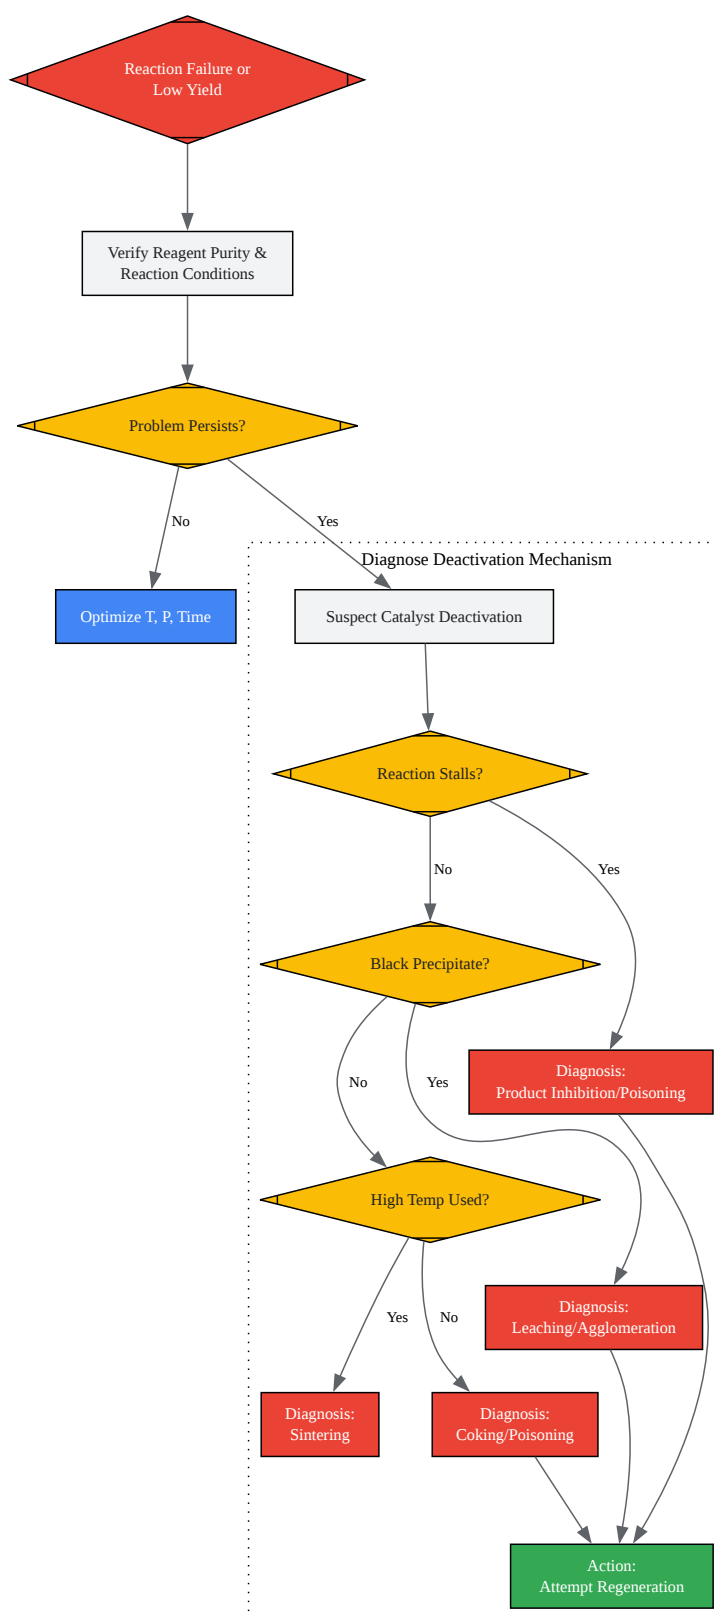 Reaction Failure or
Low Yield
Verify Reagent Purity &
Reaction Conditions
Problem Persists?
No
Yes
Diagnose Deactivation Mechanism
Optimize T, P, Time
Suspect Catalyst Deactivation
Reaction Stalls?
No
Yes
Black Precipitate?
Diagnosis:
Product Inhibition/Poisoning
No
Yes
High Temp Used?
Diagnosis:
Leaching/Agglomeration
Yes
No
Diagnosis:
Sintering
Diagnosis:
Coking/Poisoning
Action:
Attempt Regeneration